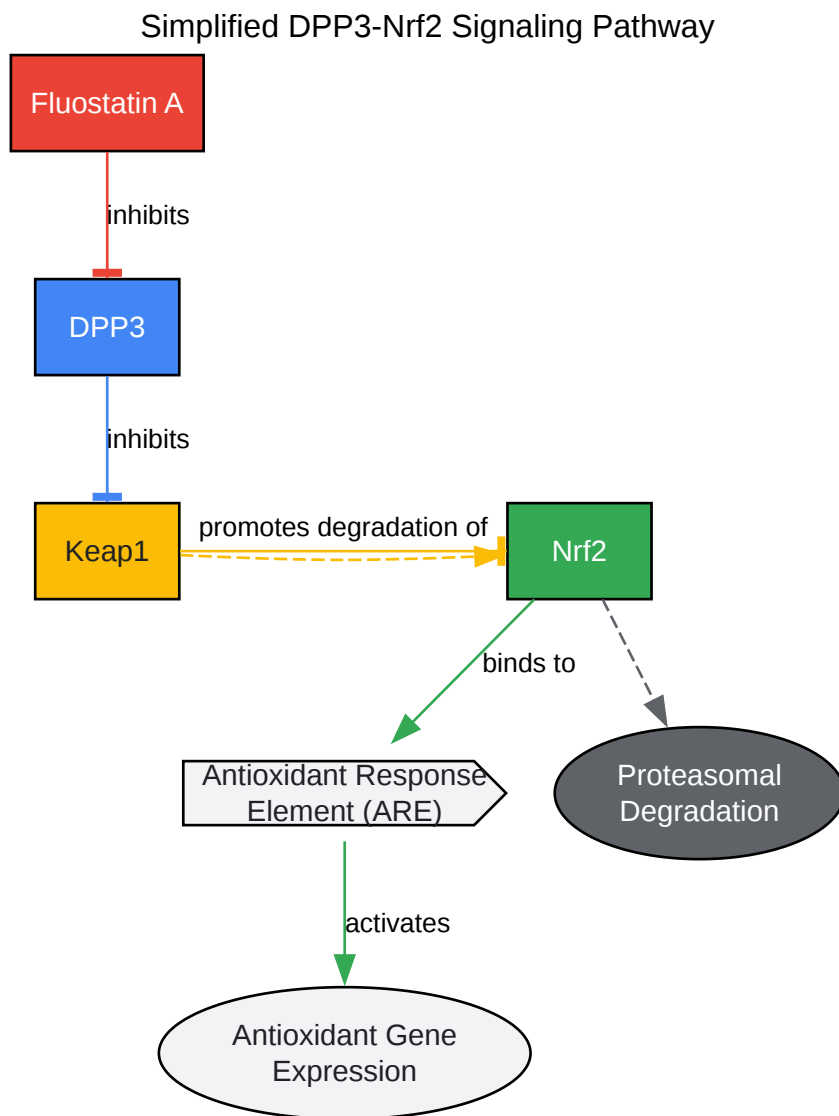 Simplified DPP3-Nrf2 Signaling Pathway
Fluostatin A
inhibits
DPP3
inhibits
Keap1
promotes degradation of
Nrf2
binds to
Antioxidant Response
Element (ARE)
Proteasomal
Degradation
activates
Antioxidant Gene
Expression